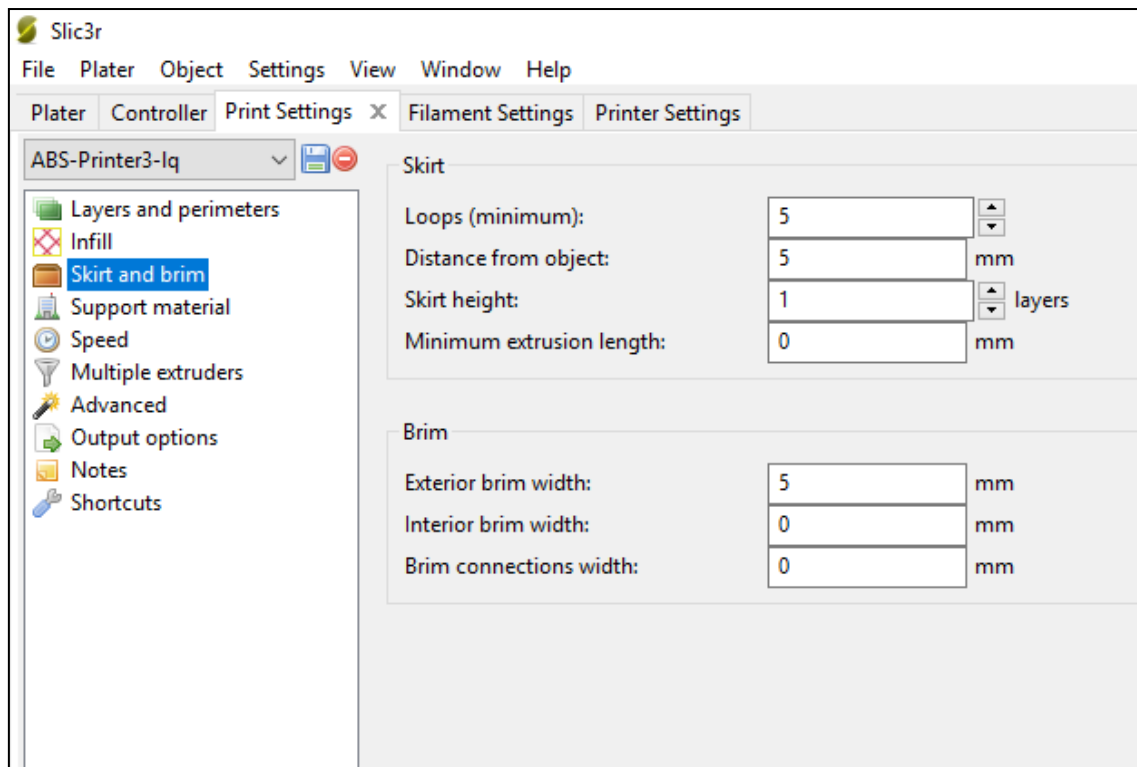 Slic3r
File Plater Object Settings View Window Help
Plater Controller Print Settings Filament Settings Printer Settings
ABS-Printer3-lq
Layers and perimeters
Infill
Skirt and brim
Support material
Speed
Multiple extruders
Advanced
Output options
Notes
Shortcuts
Skirt
Loops (minimum): 5
Distance from object: 5 mm
Skirt height: 1 layers
Minimum extrusion length: 0 mm
Brim
Exterior brim width: 5 mm
Interior brim width: 0 mm
Brim connections width: 0 mm